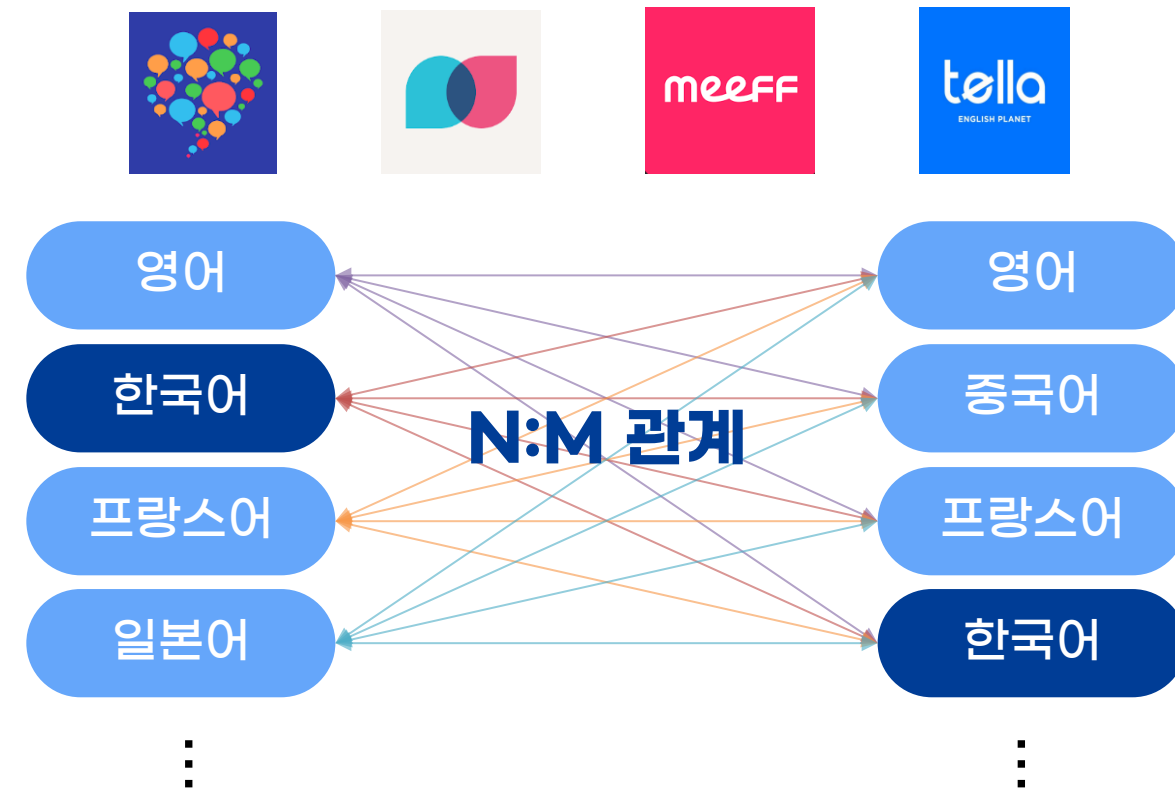 meeff
tella
ENGLISH PLANET
영어
영어
한국어
중국어
N:M 관계
프랑스어
프랑스어
일본어
한국어